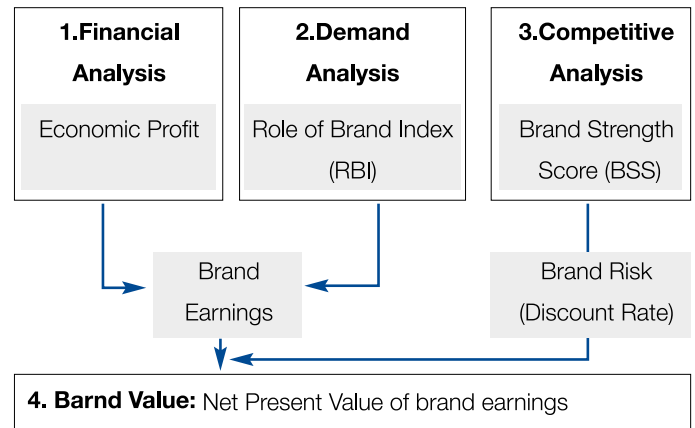 1.Financial
Analysis
Economic Profit
2.Demand
Analysis
Role of Brand Index
(RBI)
3.Competitive
Analysis
Brand Strength
Score (BSS)
Brand
Earnings
Brand Risk
(Discount Rate)
4. Barnd Value: Net Present Value of brand earnings